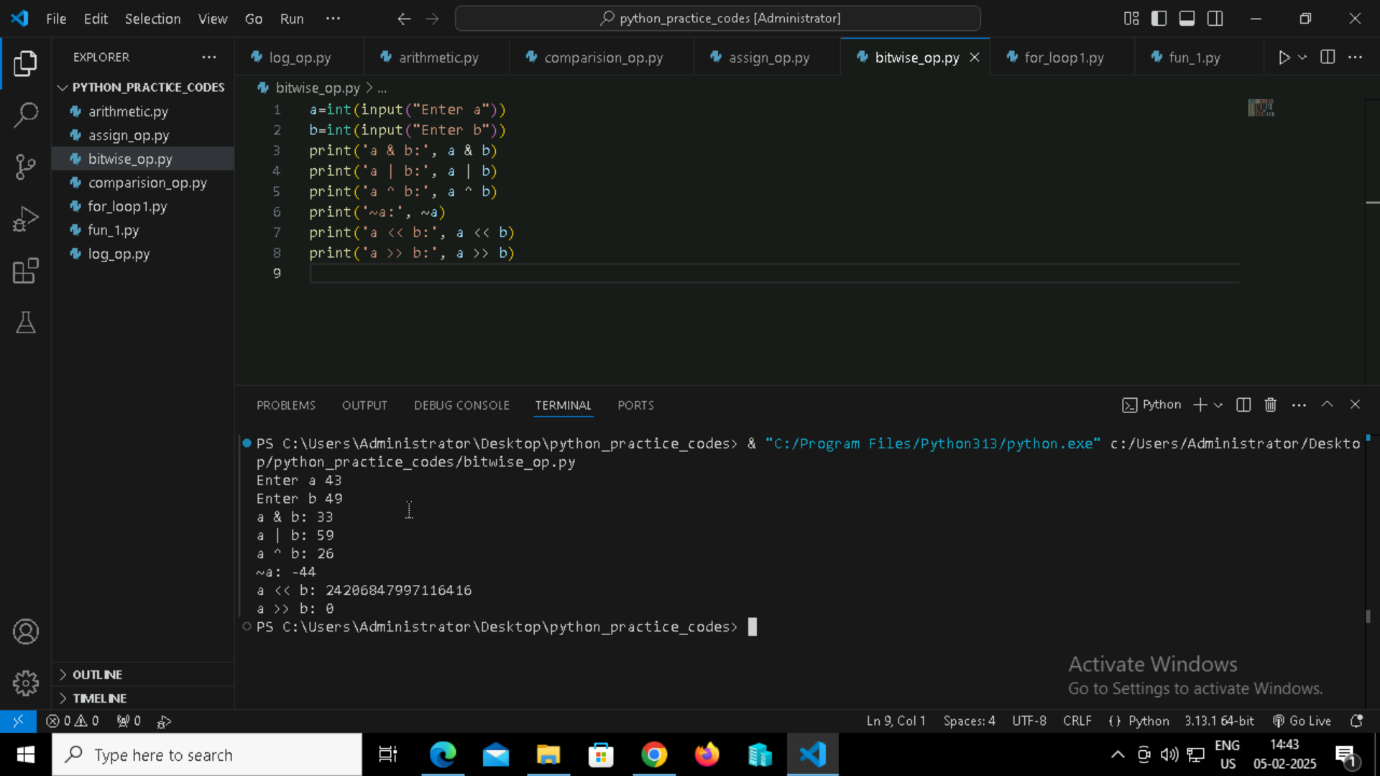 File Edit Selection View Go Run ··· python_practice_codes [Administrator]
EXPLORER ···
PYTHON_PRACTICE_CODES
arithmetic.py
assign_op.py
bitwise_op.py
comparision_op.py
for_loop1.py
fun_1.py
log_op.py
OUTLINE
TIMELINE
log_op.py arithmetic.py comparision_op.py assign_op.py bitwise_op.py for_loop1.py fun_1.py
bitwise_op.py > ...
1 a=int(input("Enter a"))
2 b=int(input("Enter b"))
3 print('a & b:', a & b)
4 print('a | b:', a | b)
5 print('a ^ b:', a ^ b)
6 print('~a:', ~a)
7 print('a << b:', a << b)
8 print('a >> b:', a >> b)
9
PROBLEMS OUTPUT DEBUG CONSOLE TERMINAL PORTS Python
PS C:\Users\Administrator\Desktop\python_practice_codes> & "C:/Program Files/Python313/python.exe" c:/Users/Administrator/Deskto
p/python_practice_codes/bitwise_op.py
Enter a 43
Enter b 49
a & b: 33
a | b: 59
a ^ b: 26
~a: -44
a << b: 24206847997116416
a >> b: 0
PS C:\Users\Administrator\Desktop\python_practice_codes>
Activate Windows
Go to Settings to activate Windows.
0 0 0 Ln 9, Col 1 Spaces: 4 UTF-8 CRLF {} Python 3.13.1 64-bit Go Live
Type here to search
ENG
US
14:43
05-02-2025
1